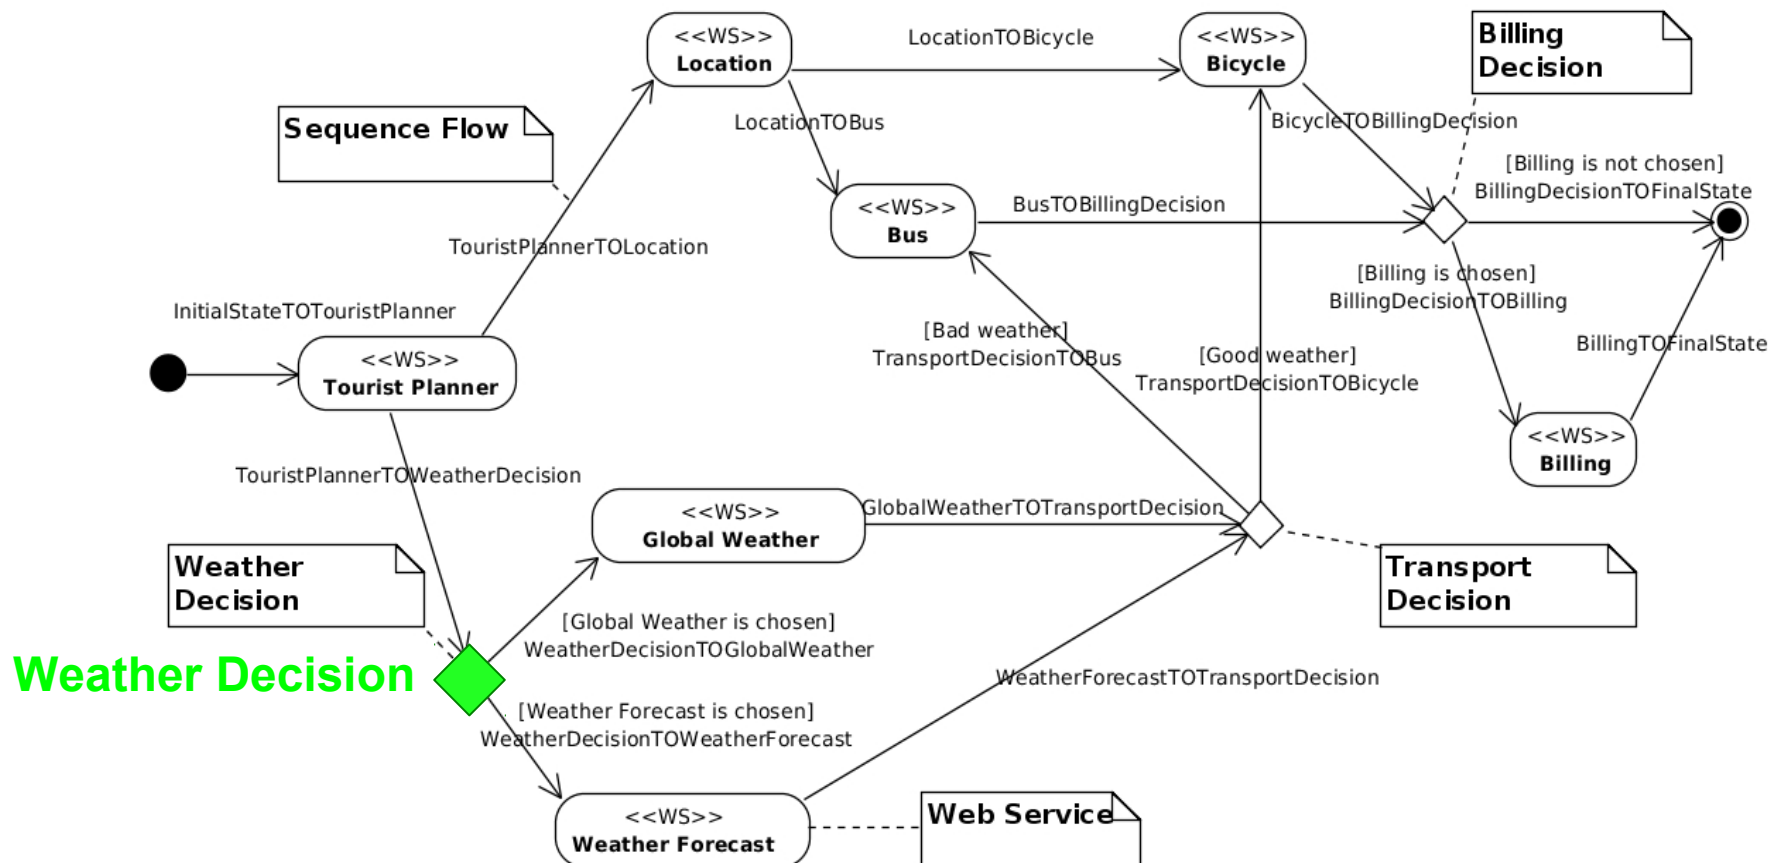 <<WS>>
Location
LocationTOBicycle
<<WS>>
Bicycle
Billing
Decision
Sequence Flow
LocationTOBus
BicycleTOBillingDecision
[Billing is not chosen]
BillingDecisionTOFinalState
<<WS>>
Bus
BusTOBillingDecision
TouristPlannerTOLocation
[Billing is chosen]
BillingDecisionTOBilling
InitialStateTOTouristPlanner
[Bad weather]
TransportDecisionTOBus
[Good weather]
TransportDecisionTOBicycle
BillingTOFinalState
<<WS>>
Tourist Planner
<<WS>>
Billing
TouristPlannerTOWeatherDecision
<<WS>>
Global Weather
GlobalWeatherTOTransportDecision
Weather
Decision
Transport
Decision
[Global Weather is chosen]
WeatherDecisionTOGlobalWeather
Weather Decision
WeatherForecastTOTransportDecision
[Weather Forecast is chosen]
WeatherDecisionTOWeatherForecast
<<WS>>
Weather Forecast
Web Service